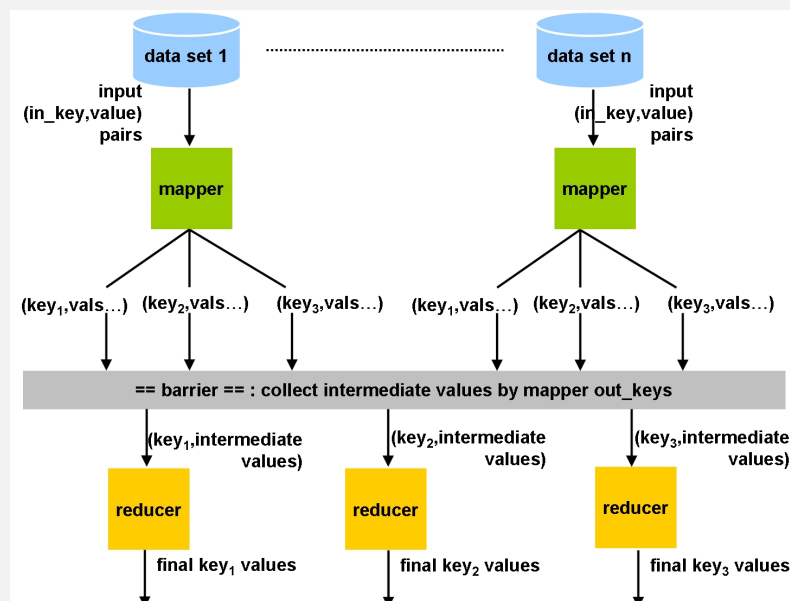 data set 1
data set n
input
(in_key,value)
pairs
input
(in_key,value)
pairs
mapper
mapper
(key₁,vals…)
(key₂,vals…)
(key₃,vals…)
(key₁,vals…)
(key₂,vals…)
(key₃,vals…)
== barrier == : collect intermediate values by mapper out_keys
(key₁,intermediate
values)
(key₂,intermediate
values)
(key₃,intermediate
values)
reducer
reducer
reducer
final key₁ values
final key₂ values
final key₃ values